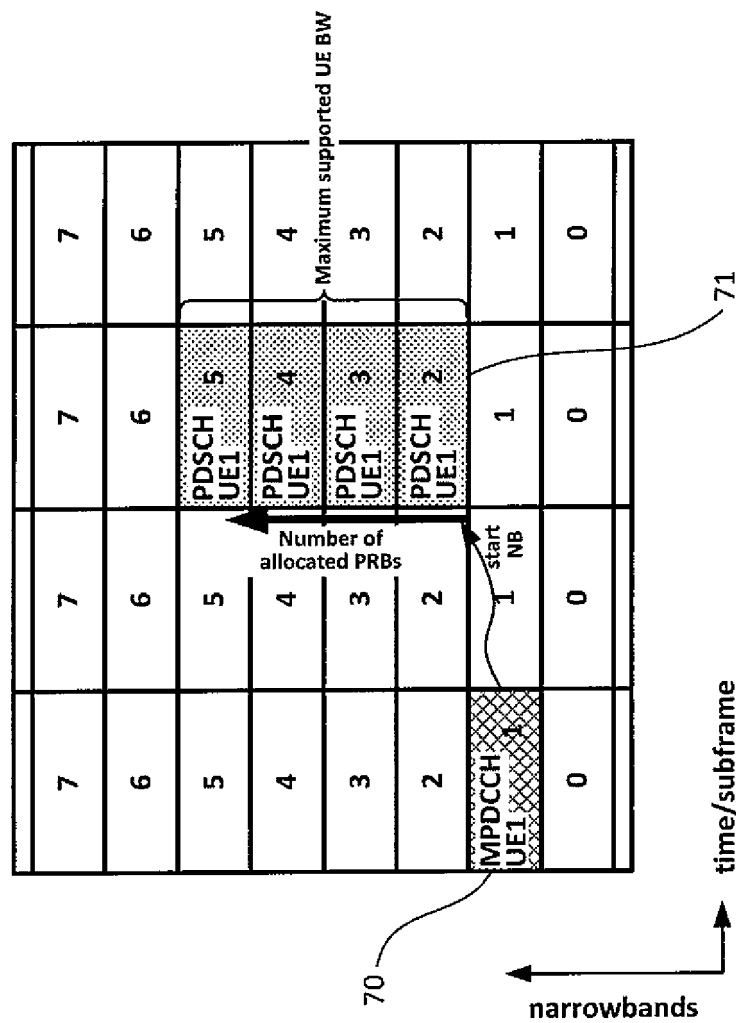 Maximum supported UE BW
7 7 7 7
6 6 6 6
5 5 PDSCH UE1 5 5
4 4 PDSCH UE1 4 4
3 3 PDSCH UE1 3 3
2 2 PDSCH UE1 2 2
MPDCCH UE1 1 1 1 1
0 0 0 0
Number of
allocated PRBs
start
NB
70
71
narrowbands
time/subframe